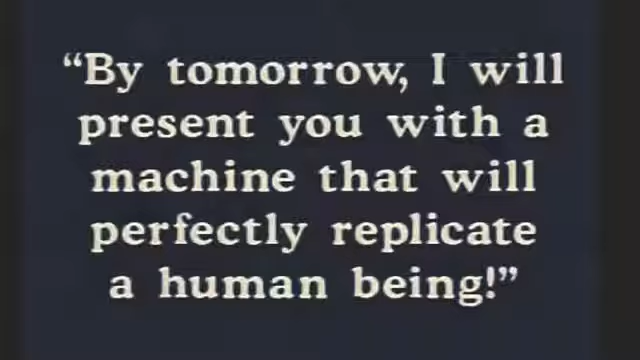 “By tomorrow, I will
present you with a
machine that will
perfectly replicate
a human being!”